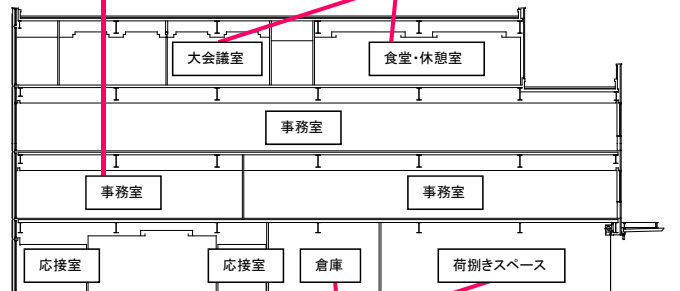 大会議室
食堂・休憩室
事務室
事務室
事務室
応接室
応接室
倉庫
荷捌きスペース